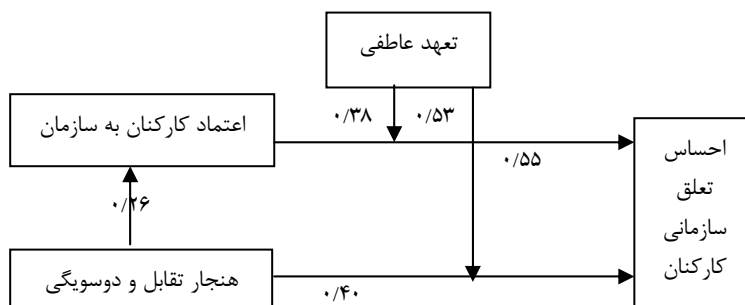 تعهد عاطفی
۰/۳۸
۰/۵۳
اعتماد کارکنان به سازمان
۰/۵۵
احساس
تعلق
سازمانی
کارکنان
۰/۲۶
هنجار تقابل و دوسویگی
۰/۴۰